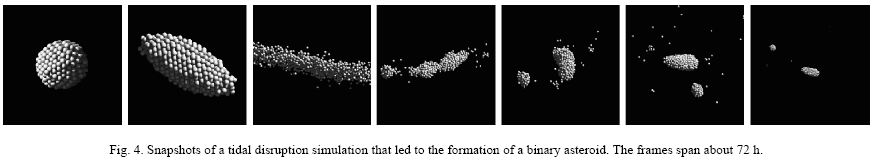 Fig. 4. Snapshots of a tidal disruption simulation that led to the formation of a binary asteroid. The frames span about 72 h.